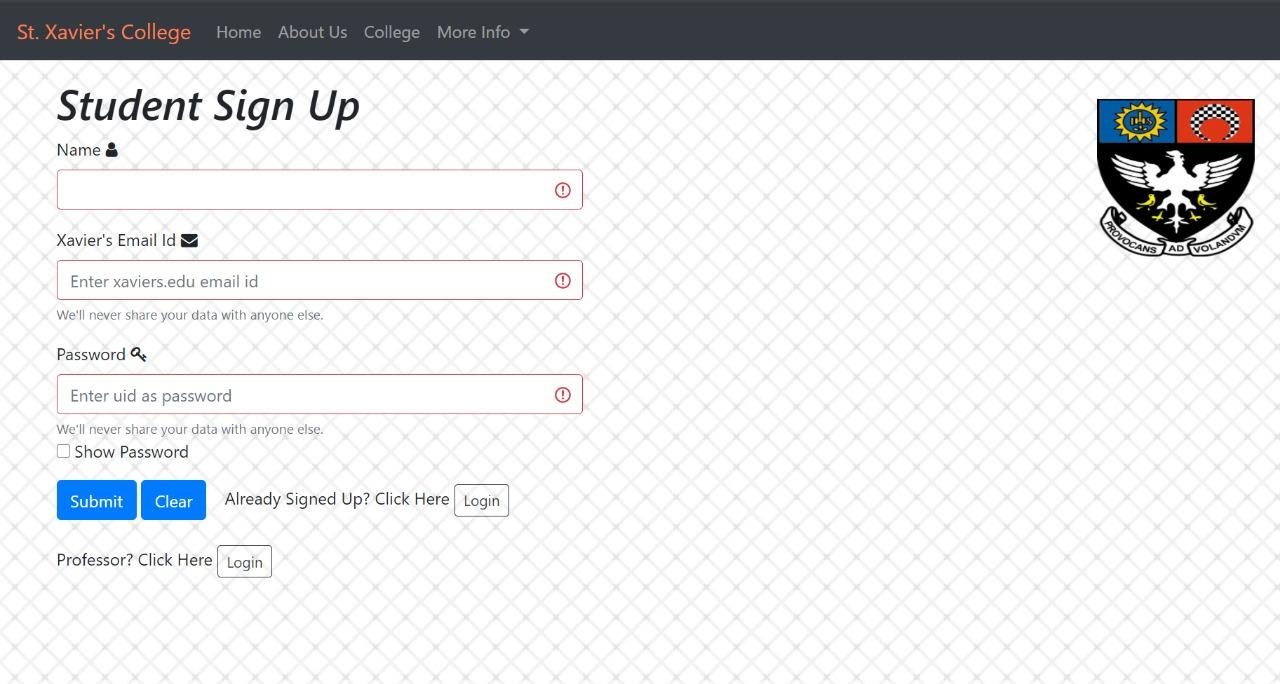 St. Xavier's College Home About Us College More Info
Student Sign Up
Name
Xavier's Email Id
Enter xaviers.edu email id
We'll never share your data with anyone else.
Password
Enter uid as password
We'll never share your data with anyone else.
Show Password
Submit Clear Already Signed Up? Click Here Login
Professor? Click Here Login
IHS
PROVOCANS AD VOLANDVM